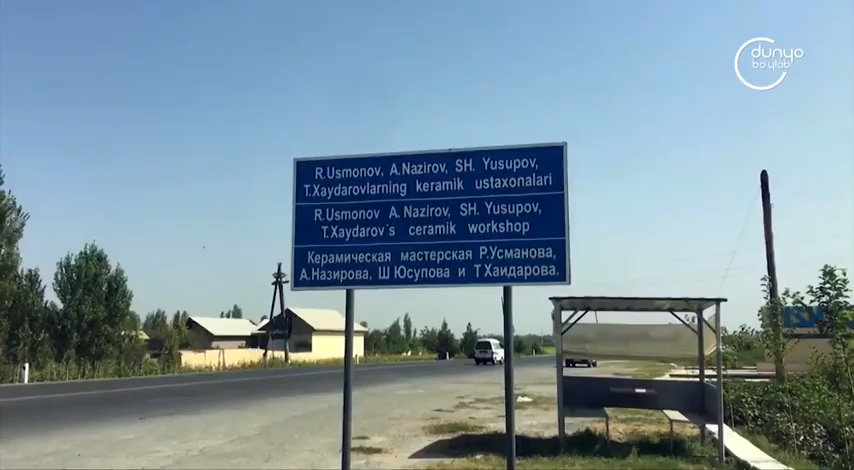 dunyo
bo'ylab
R.Usmonov, A.Nazirov, SH. Yusupov,
T.Xaydarovlarning keramik ustaxonalari
R.Usmonov A. Nazirov, SH. Yusupov,
T.Xaydarov`s ceramik workshop
Керамическая мастерская Р.Усманова,
А.Назирова, Ш Юсупова и Т.Хаидарова.